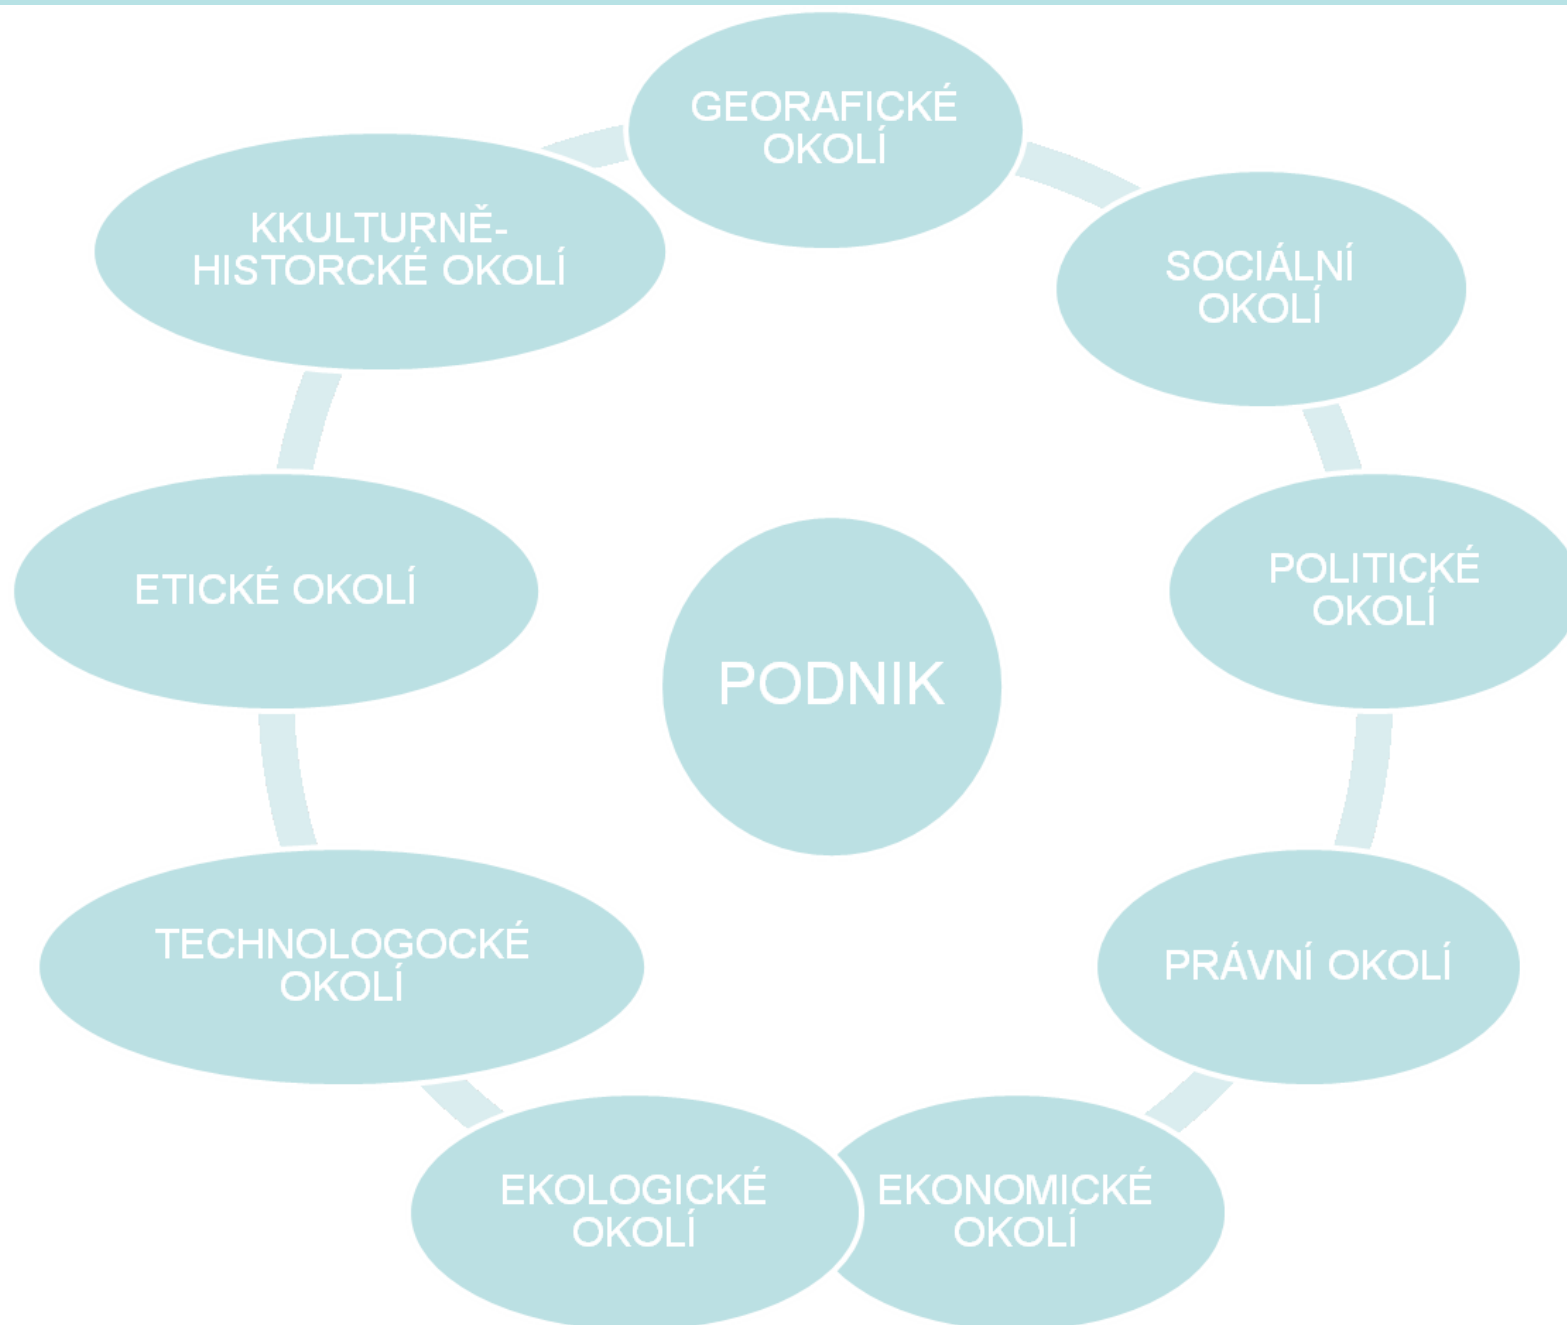 GEORAFICKÉ
OKOLÍ
KKULTURNĚ-
HISTORCKÉ OKOLÍ
SOCIÁLNÍ
OKOLÍ
ETICKÉ OKOLÍ
POLITICKÉ
OKOLÍ
PODNIK
TECHNOLOGOCKÉ
OKOLÍ
PRÁVNÍ OKOLÍ
EKOLOGICKÉ
OKOLÍ
EKONOMICKÉ
OKOLÍ